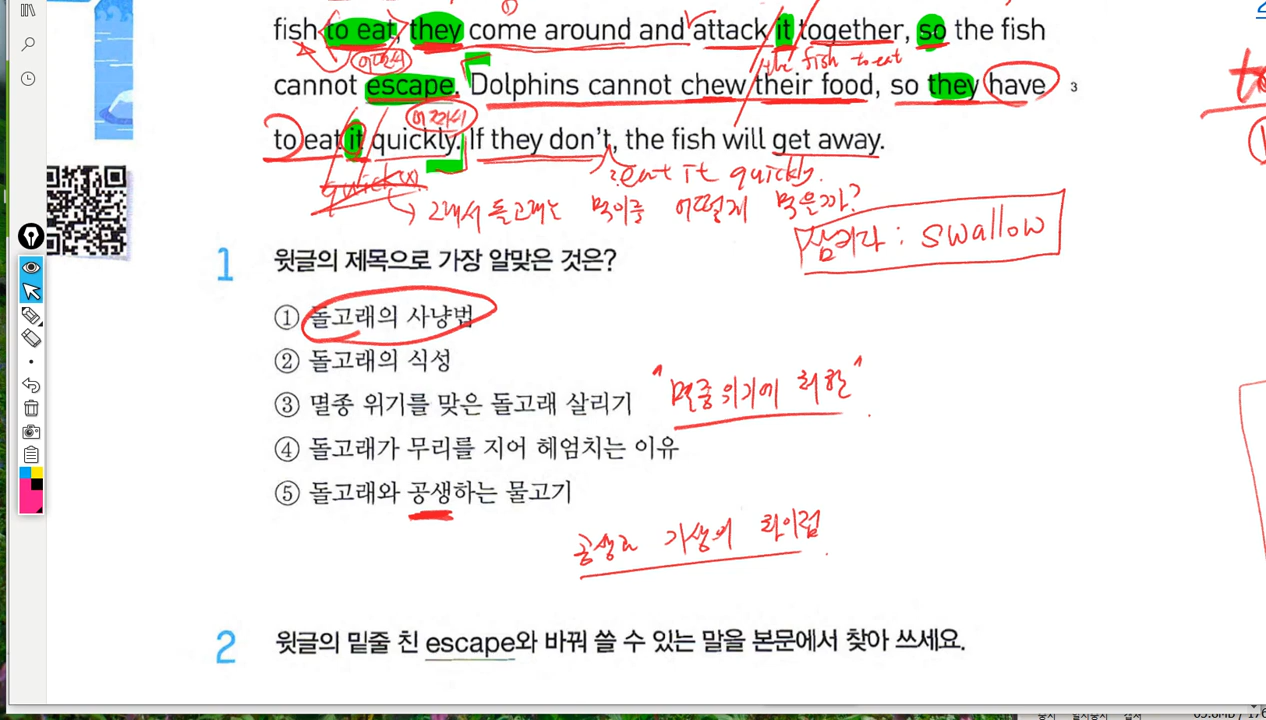 ①
fish to eat, they come around and attack it together, so the fish
the fish to eat
cannot escape. Dolphins cannot chew their food, so they have
3
to eat it quickly. If they don't, the fish will get away.
eat it quickly.
그래서 돌고래는 먹이를 어떻게 먹을까?
삼키다 : swallow
1 윗글의 제목으로 가장 알맞은 것은?
① 돌고래의 사냥법
② 돌고래의 식성
③ 멸종 위기를 맞은 돌고래 살리기
"멸종위기에 처한"
④ 돌고래가 무리를 지어 헤엄치는 이유
⑤ 돌고래와 공생하는 물고기
공생과 기생의 차이점
2 윗글의 밑줄 친 escape와 바꿔 쓸 수 있는 말을 본문에서 찾아 쓰세요.